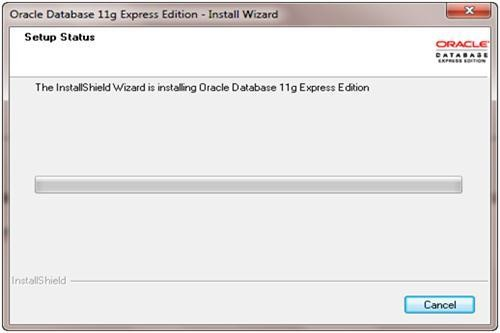 Oracle Database 11g Express Edition - Install Wizard
Setup Status
ORACLE
DATABASE
EXPRESS EDITION
The InstallShield Wizard is installing Oracle Database 11g Express Edition
InstallShield
Cancel